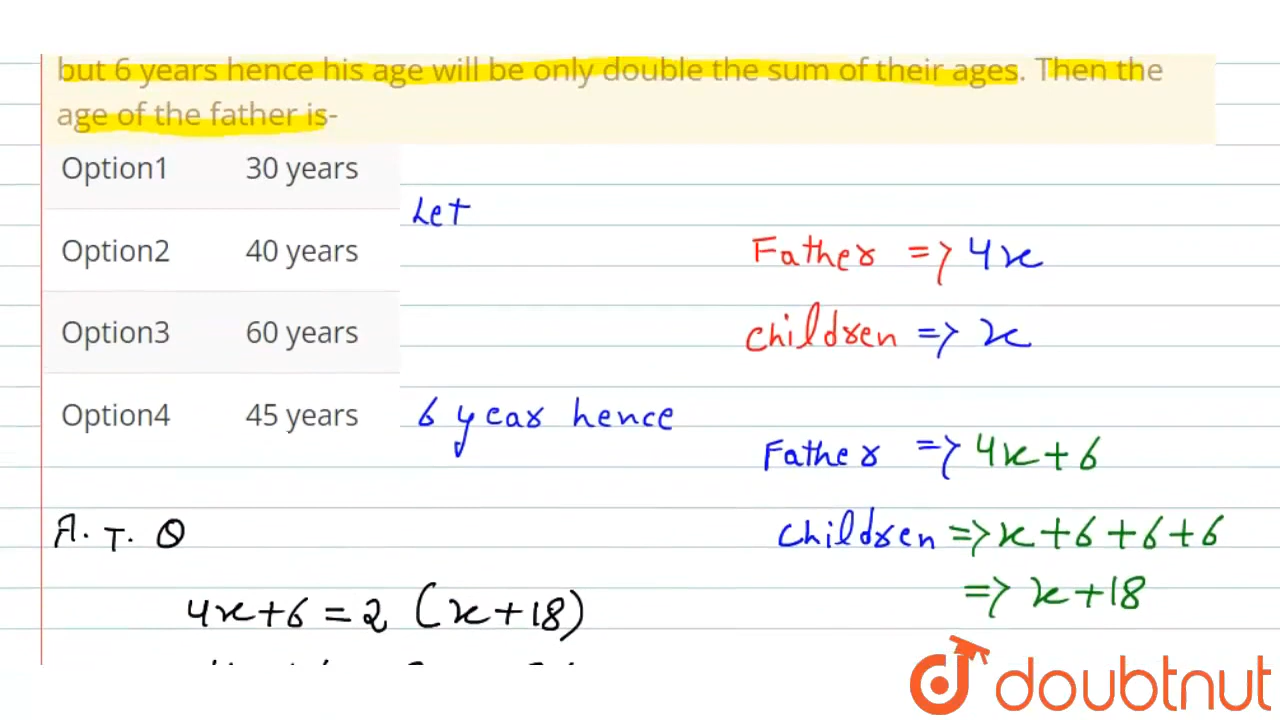 but 6 years hence his age will be only double the sum of their ages. Then the
age of the father is-
Option1 30 years
Let
Option2 40 years
Father => 4x
Option3 60 years
children => x
Option4 45 years
6 year hence
Father => 4x+6
A. T. Q
children => x+6+6+6
=> x+18
4x+6=2 (x+18)
doubtnut